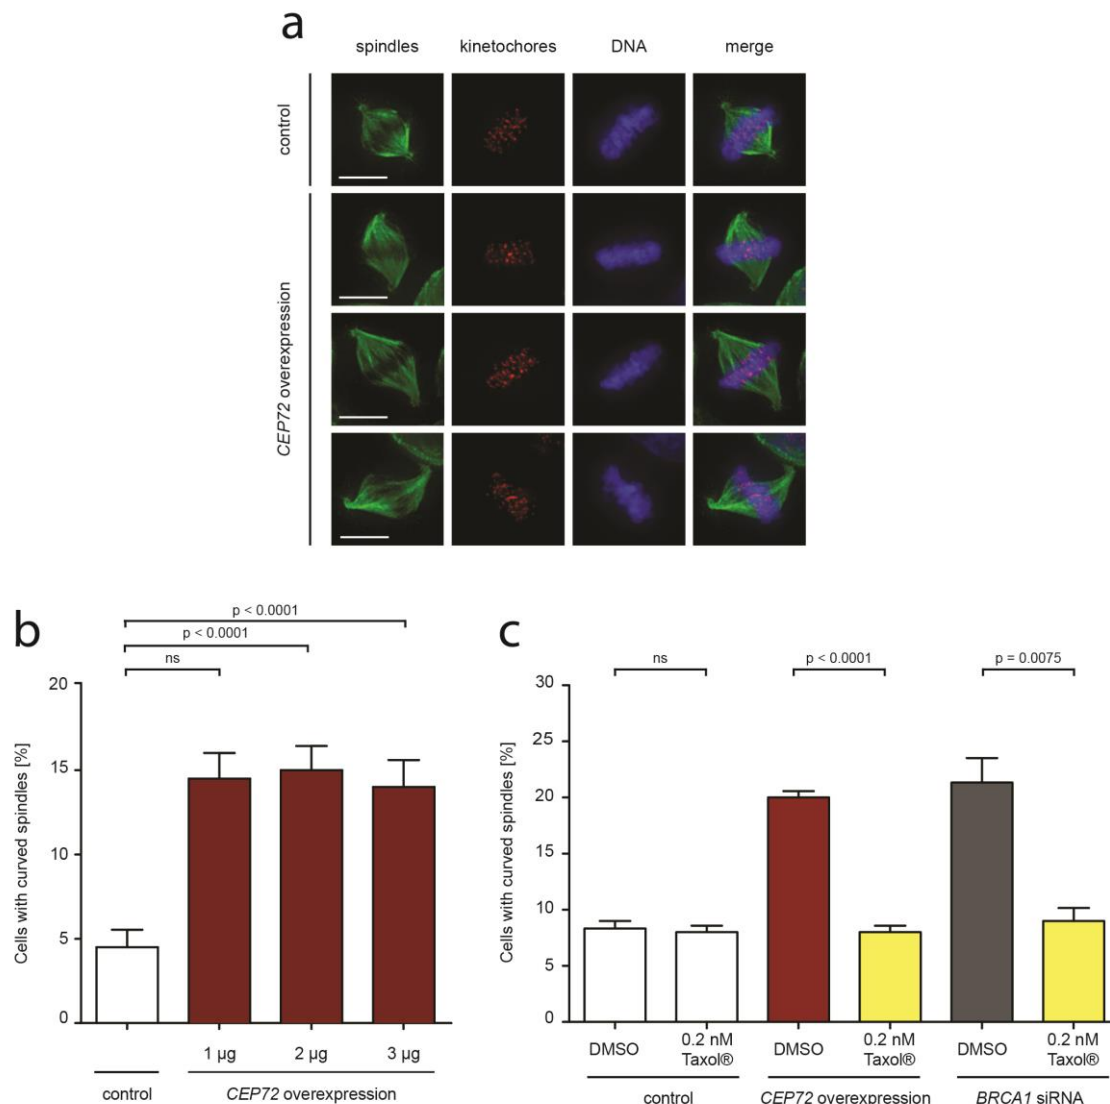 a
spindles kinetochores DNA merge
control
CEP72 overexpression
b
p < 0.0001
p < 0.0001
ns
Cells with curved spindles [%]
20
15
10
5
0
1 µg 2 µg 3 µg
control CEP72 overexpression
c
ns p < 0.0001 p = 0.0075
Cells with curved spindles [%]
30
25
20
15
10
5
0
DMSO 0.2 nM Taxol® DMSO 0.2 nM Taxol® DMSO 0.2 nM Taxol®
control CEP72 overexpression BRCA1 siRNA